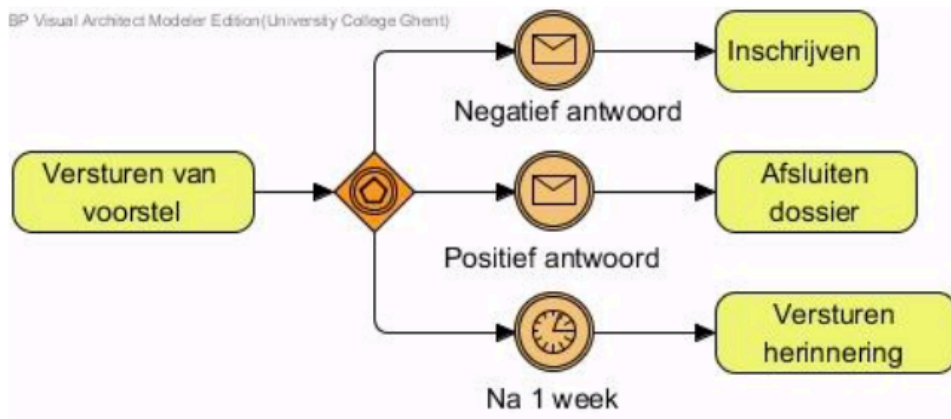 BP Visual Architect Modeler Edition(University College Ghent)
Inschrijven
Negatief antwoord
Versturen van
voorstel
Afsluiten
dossier
Positief antwoord
Versturen
herinnering
Na 1 week